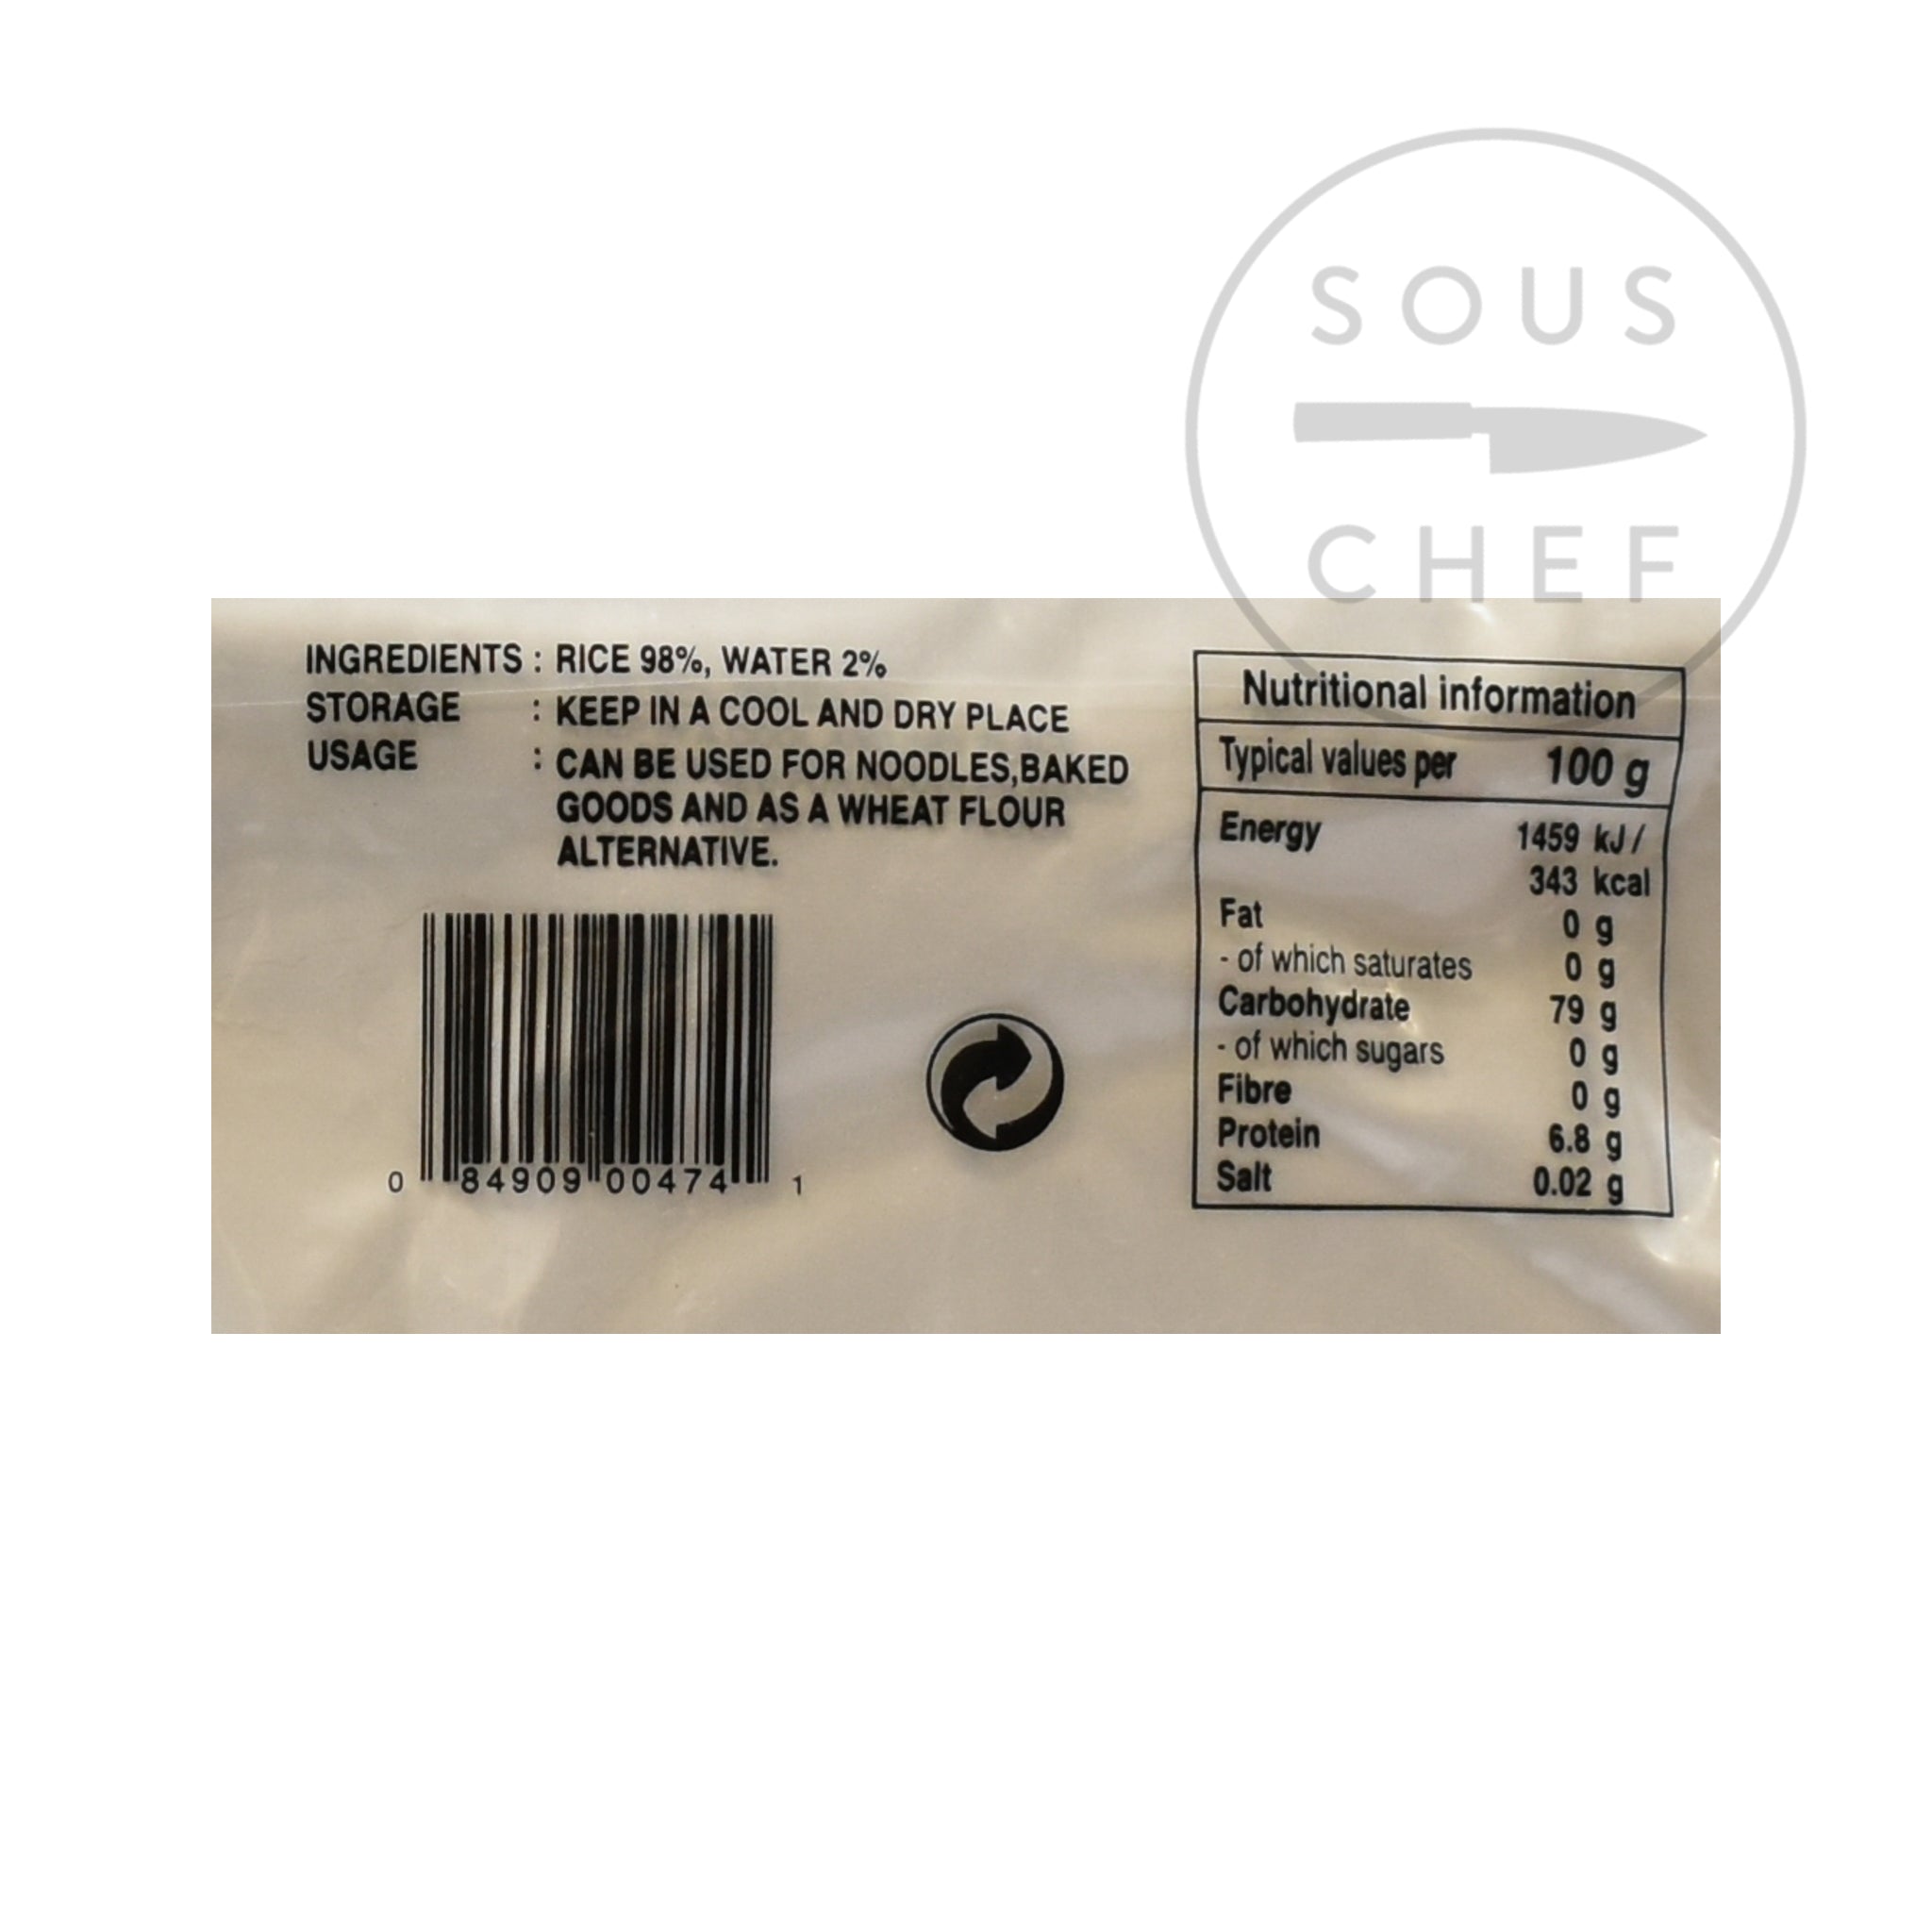 SOUS
CHEF
INGREDIENTS : RICE 98%, WATER 2%
STORAGE : KEEP IN A COOL AND DRY PLACE
USAGE : CAN BE USED FOR NOODLES,BAKED
GOODS AND AS A WHEAT FLOUR
ALTERNATIVE.
0 84909 00474 1
Nutritional information
Typical values per 100 g
Energy 1459 kJ /
343 kcal
Fat 0 g
- of which saturates 0 g
Carbohydrate 79 g
- of which sugars 0 g
Fibre 0 g
Protein 6.8 g
Salt 0.02 g